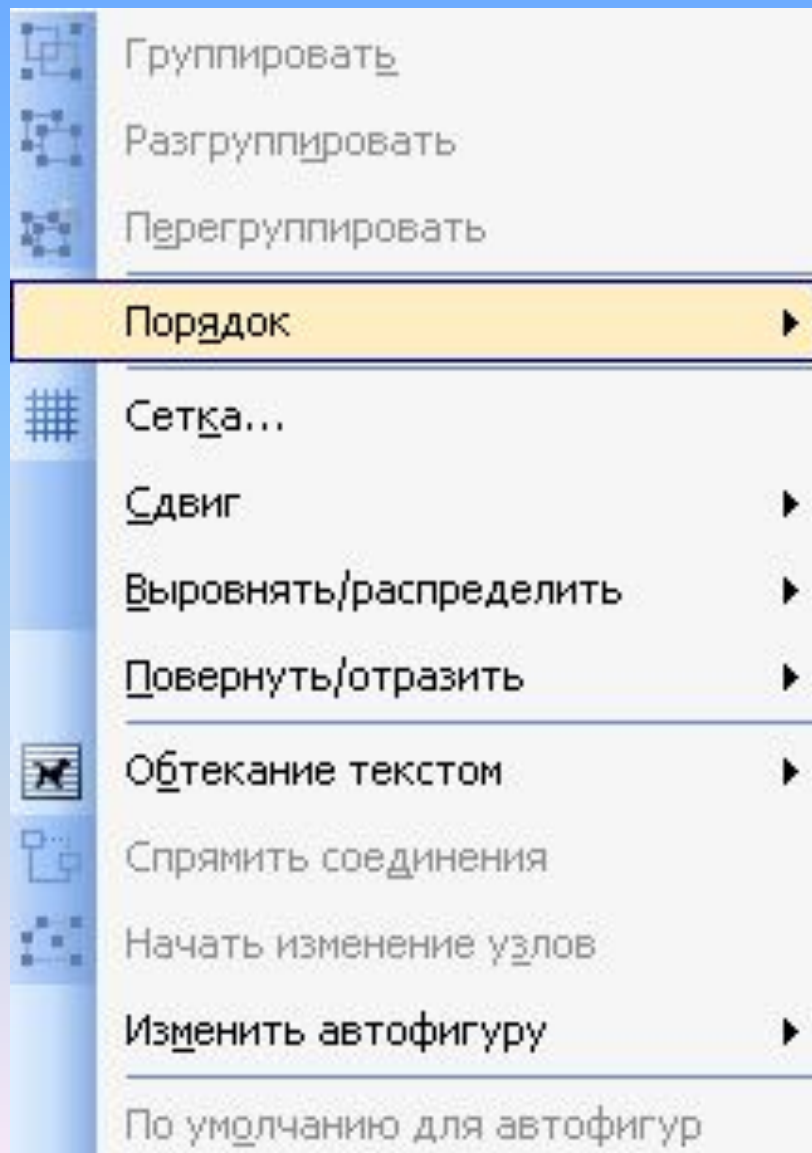 Группировать
Разгруппировать
Перегруппировать
Порядок
Сетка...
Сдвиг
Выровнять/распределить
Повернуть/отразить
Обтекание текстом
Спрямить соединения
Начать изменение узлов
Изменить автофигуру
По умолчанию для автофигур